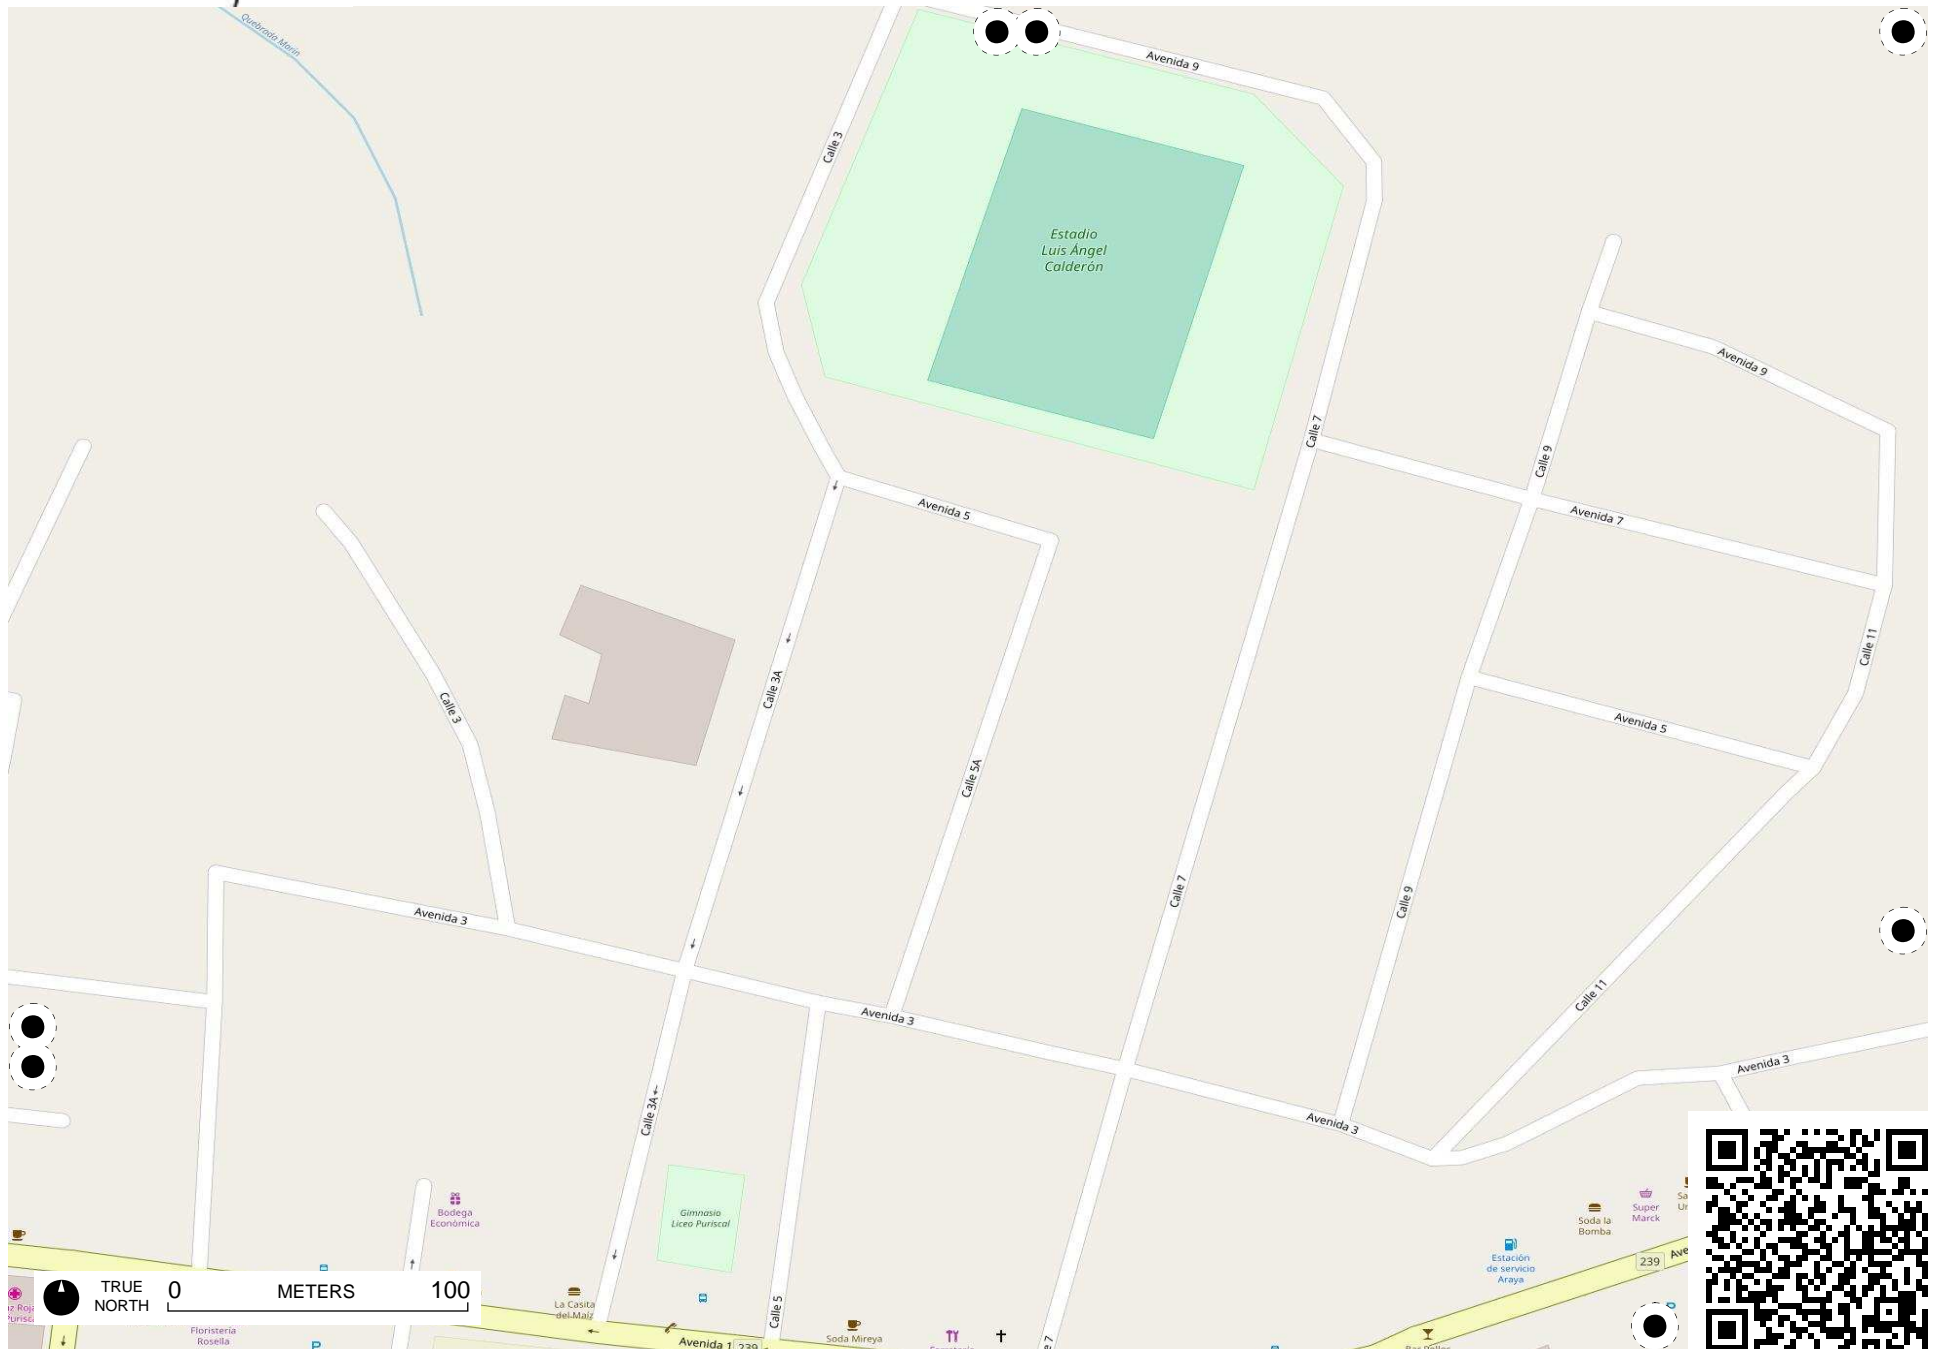 Quebrada Morin
Avenida 9
Calle 3
Estadio
Luis Ángel
Calderón
Avenida 9
Calle 7
Calle 9
Avenida 5
Avenida 7
Calle 11
Calle 3A
Calle 3
Avenida 5
Calle 5A
Calle 7
Calle 9
Avenida 3
Calle 11
Avenida 3
Avenida 3
Calle 3A
Avenida 3
Bodega
Económica
Gimnasio
Liceo Puriscal
Super
Marck
Soda la
Bomba
Estación
de servicio
Araya
239
TRUE
NORTH
0 METERS 100
La Casita
del Maíz
Calle 5
Floristería
Rosella
P
Soda Mireya
Avenida 1
239
7